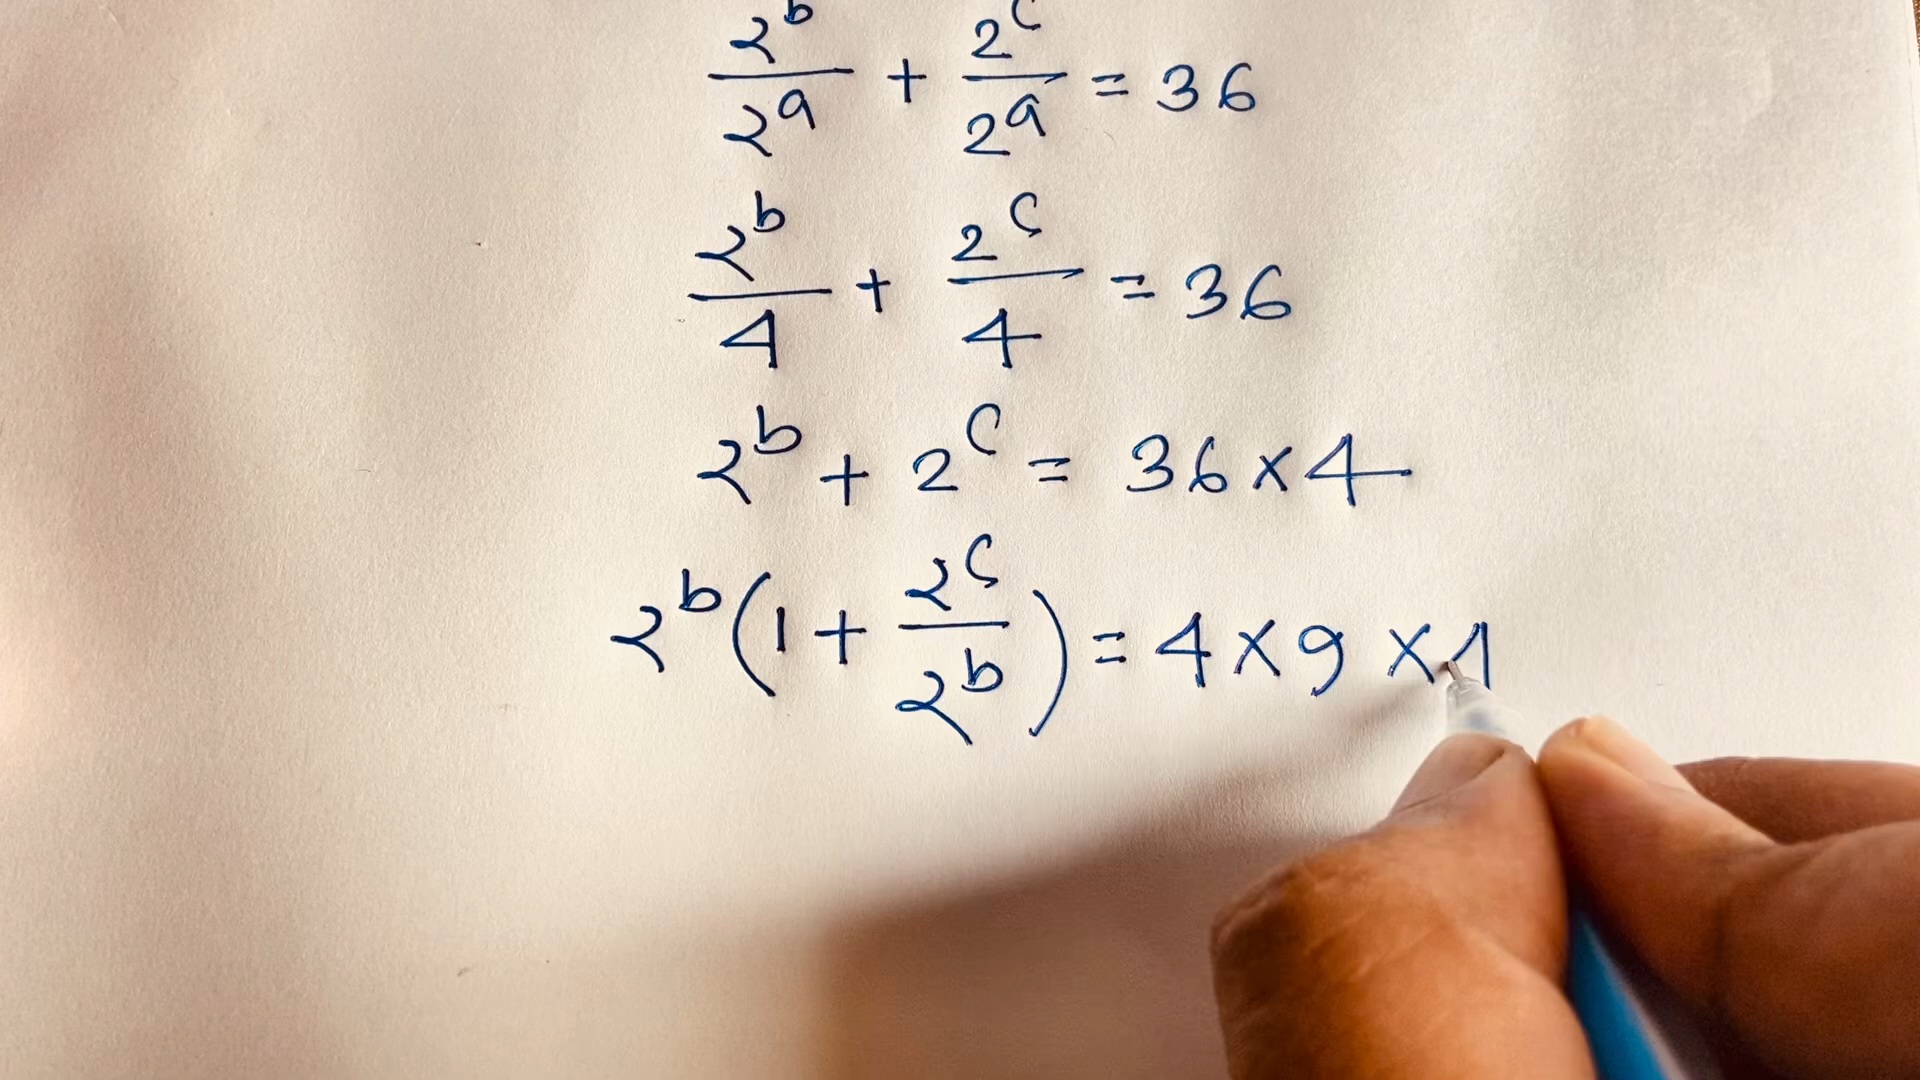 2^b/2^a + 2^c/2^a = 36
2^b/4 + 2^c/4 = 36
2^b + 2^c = 36 × 4
2^b(1 + 2^c/2^b) = 4 × 9 × 4